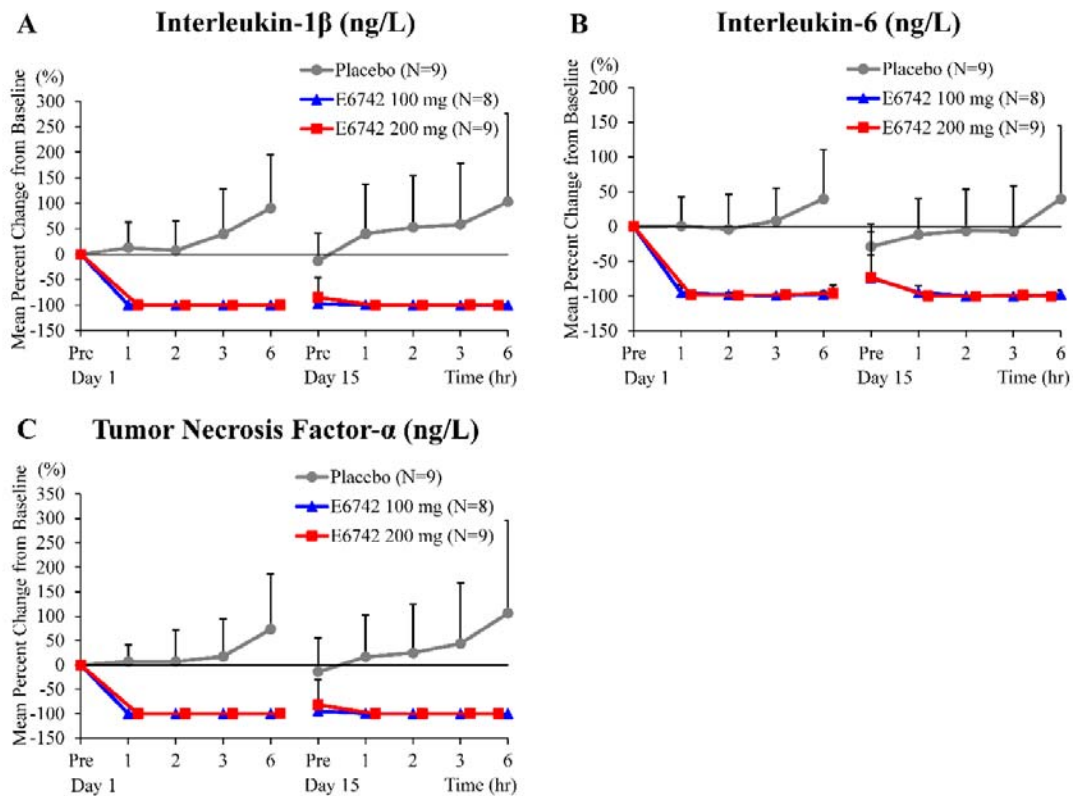 A Interleukin-1β (ng/L)
(%)
Mean Percent Change from Baseline
Placebo (N=9)
E6742 100 mg (N=8)
E6742 200 mg (N=9)
300
250
200
150
100
50
0
-50
-100
-150
Pre 1 2 3 6 Pre 1 2 3 6
Day 1 Day 15 Time (hr)
B Interleukin-6 (ng/L)
(%)
Mean Percent Change from Baseline
Placebo (N=9)
E6742 100 mg (N=8)
E6742 200 mg (N=9)
200
150
100
50
0
-50
-100
-150
Pre 1 2 3 6 Pre 1 2 3 6
Day 1 Day 15 Time (hr)
C Tumor Necrosis Factor-α (ng/L)
(%)
Mean Percent Change from Baseline
Placebo (N=9)
E6742 100 mg (N=8)
E6742 200 mg (N=9)
350
300
250
200
150
100
50
0
-50
-100
-150
Pre 1 2 3 6 Pre 1 2 3 6
Day 1 Day 15 Time (hr)